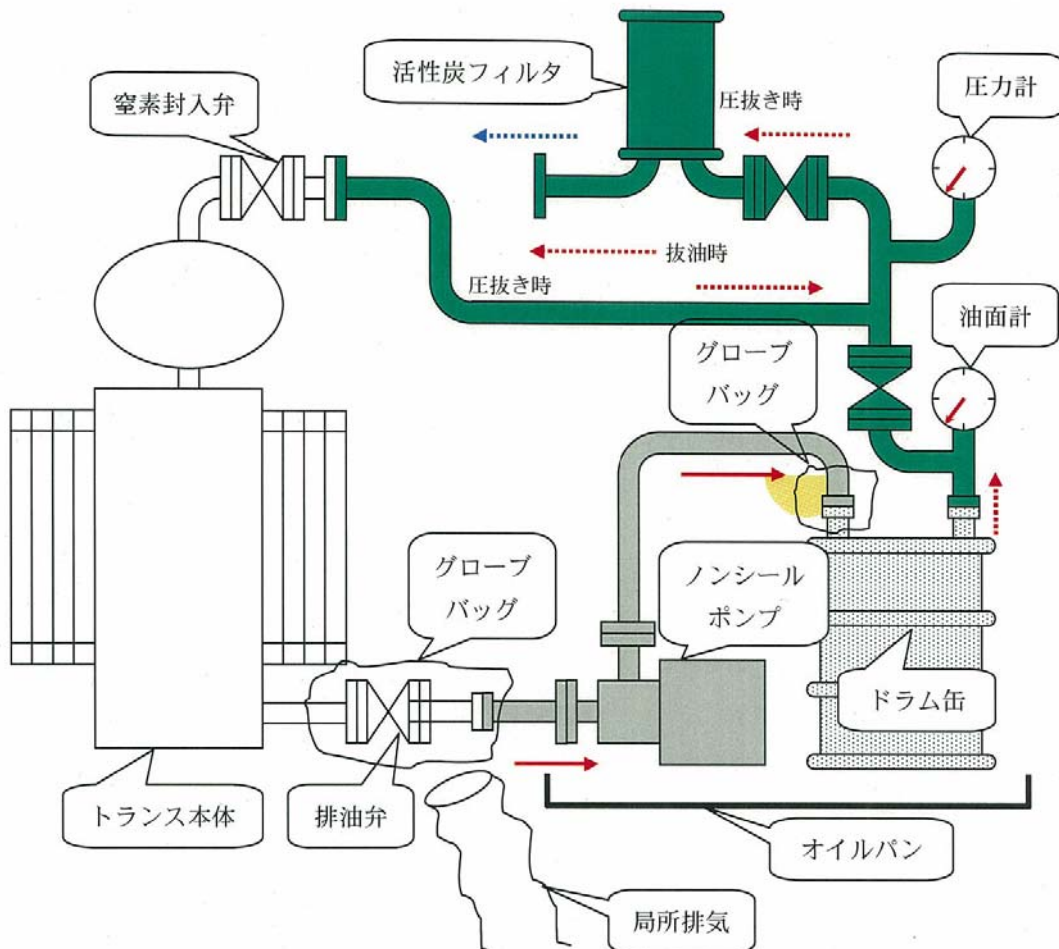 活性炭フィルタ
圧力計
窒素封入弁
圧抜き時
抜油時
圧抜き時
油面計
グローブ
バッグ
グローブ
バッグ
ノンシール
ポンプ
ドラム缶
トランス本体
排油弁
オイルパン
局所排気